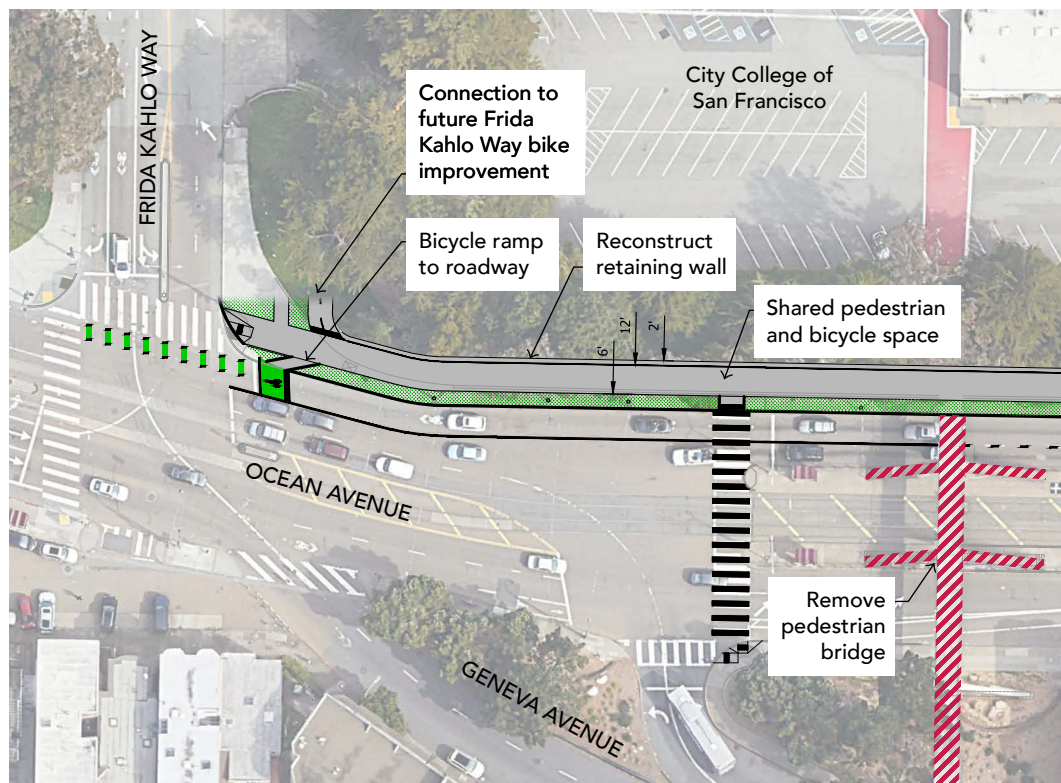 FRIDA KAHLO WAY
Connection to
future Frida
Kahlo Way bike
improvement
City College of
San Francisco
Bicycle ramp
to roadway
Reconstruct
retaining wall
Shared pedestrian
and bicycle space
12'
2'
6'
OCEAN AVENUE
Remove
pedestrian
bridge
GENEVA AVENUE